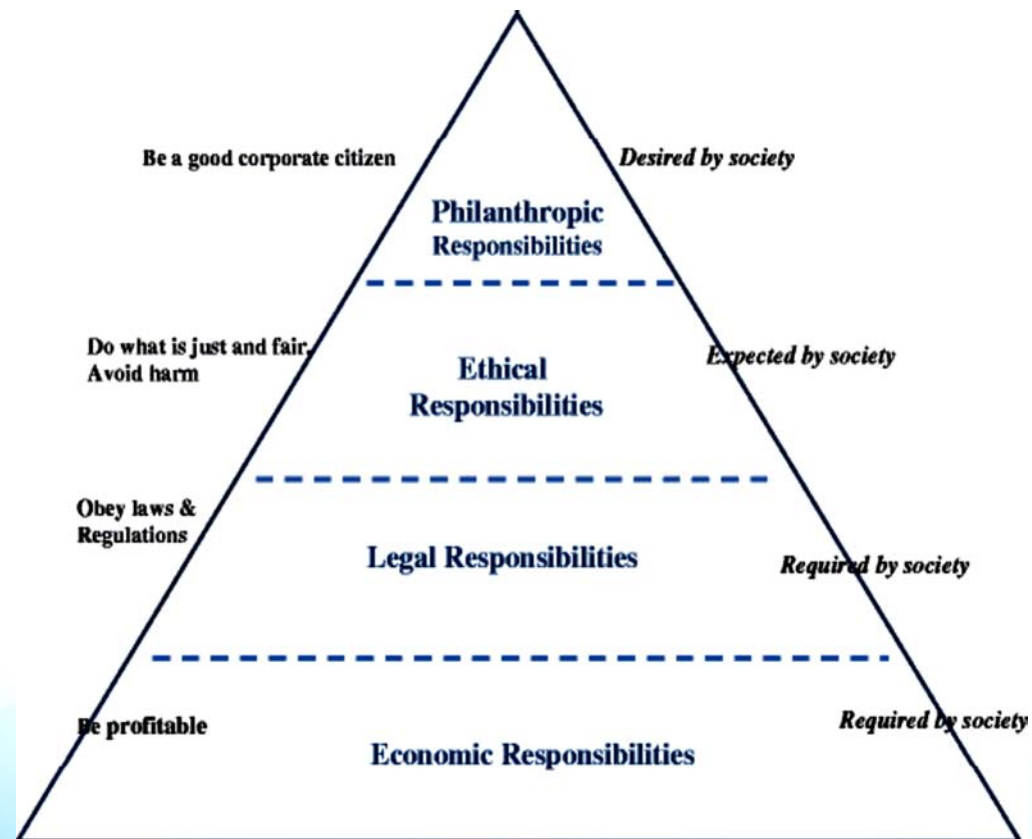 Be a good corporate citizen
Desired by society
Philanthropic
Responsibilities
Do what is just and fair,
Avoid harm
Expected by society
Ethical
Responsibilities
Obey laws &
Regulations
Legal Responsibilities
Required by society
Be profitable
Required by society
Economic Responsibilities